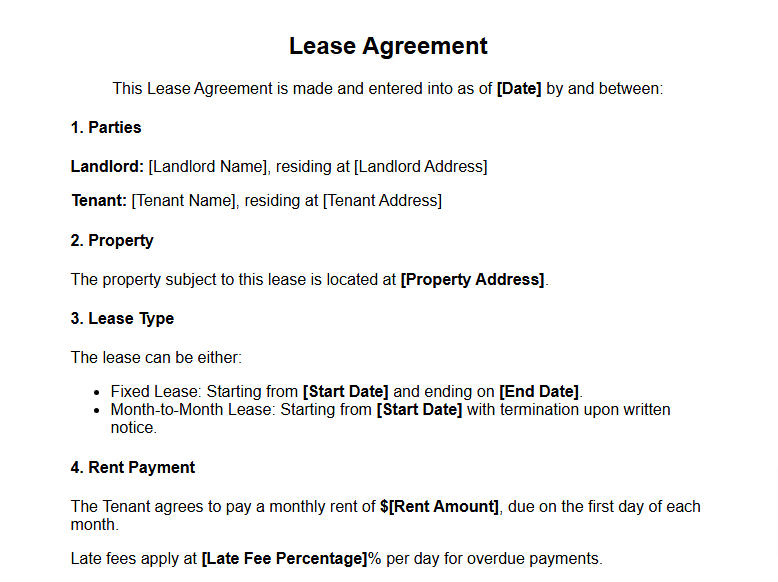 Lease Agreement
This Lease Agreement is made and entered into as of [Date] by and between:
1. Parties
Landlord: [Landlord Name], residing at [Landlord Address]
Tenant: [Tenant Name], residing at [Tenant Address]
2. Property
The property subject to this lease is located at [Property Address].
3. Lease Type
The lease can be either:
• Fixed Lease: Starting from [Start Date] and ending on [End Date].
• Month-to-Month Lease: Starting from [Start Date] with termination upon written
notice.
4. Rent Payment
The Tenant agrees to pay a monthly rent of $[Rent Amount], due on the first day of each
month.
Late fees apply at [Late Fee Percentage]% per day for overdue payments.